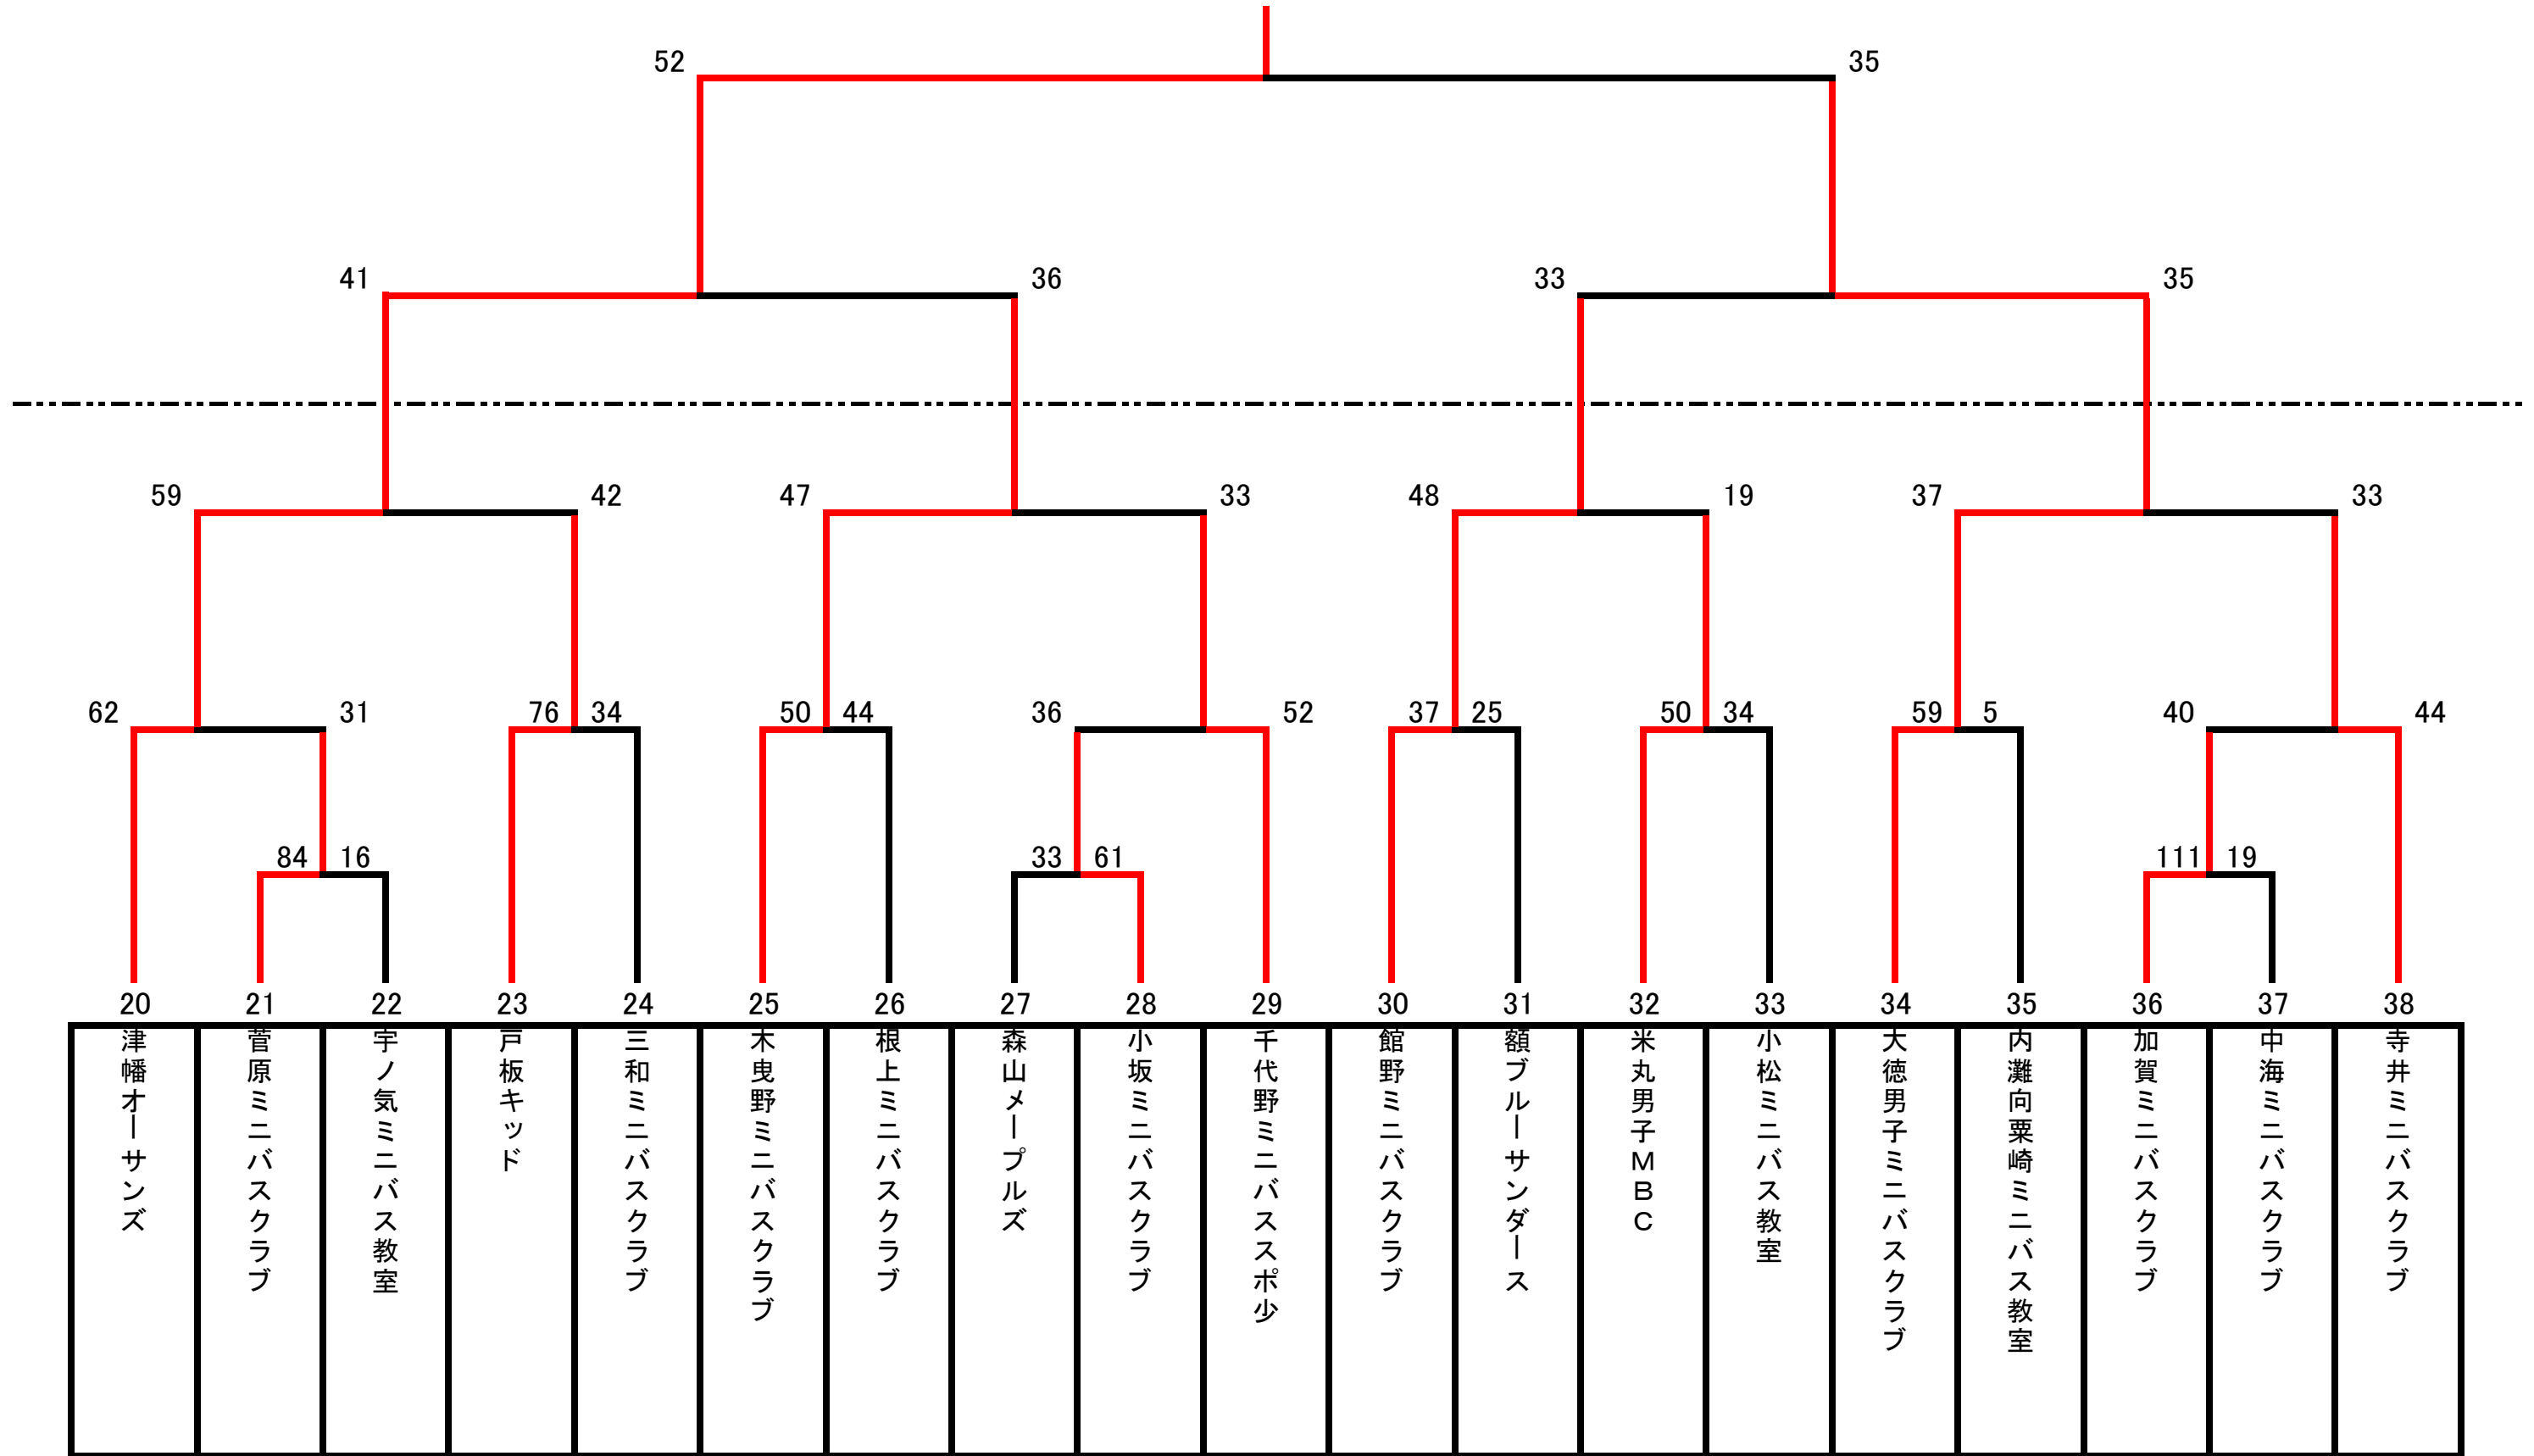 52 35
41 36 33 35
59 42 47 33 48 19 37 33
62 31 76 34 50 44 36 52 37 25 50 34 59 5 40 44
84 16 33 61 111 19
20 21 22 23 24 25 26 27 28 29 30 31 32 33 34 35 36 37 38
津幡オーサンズ
菅原ミニバスクラブ
宇ノ気ミニバス教室
戸板キッド
三和ミニバスクラブ
木曳野ミニバスクラブ
根上ミニバスクラブ
森山メープルズ
小坂ミニバスクラブ
千代野ミニバススポ少
館野ミニバスクラブ
額ブルーサンダース
米丸男子MBC
小松ミニバス教室
大徳男子ミニバスクラブ
内灘向粟崎ミニバス教室
加賀ミニバスクラブ
中海ミニバスクラブ
寺井ミニバスクラブ